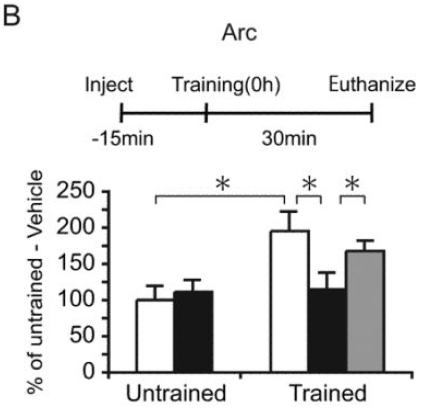 B
Arc
Inject Training(0h) Euthanize
-15min 30min
% of untrained - Vehicle
250
200
150
100
50
0
* * *
Untrained Trained